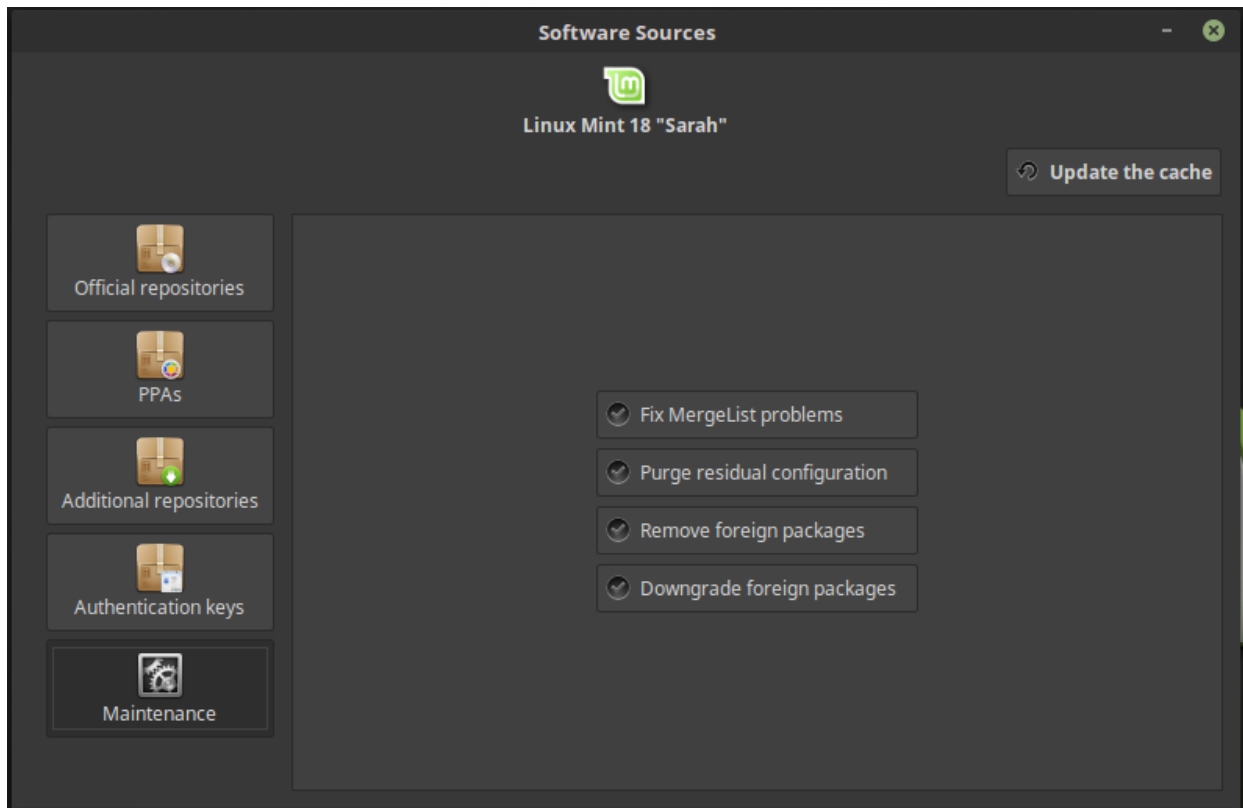 Software Sources
Linux Mint 18 "Sarah"
Update the cache
Official repositories
PPAs
Additional repositories
Authentication keys
Maintenance
Fix MergeList problems
Purge residual configuration
Remove foreign packages
Downgrade foreign packages